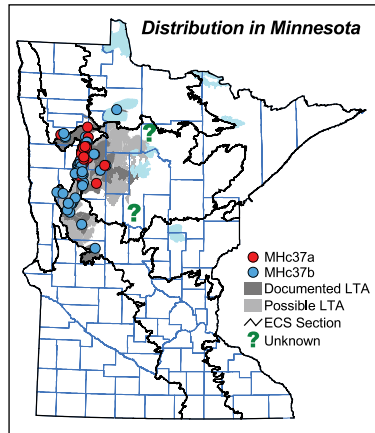 Distribution in Minnesota
?
?
MHc37a
MHc37b
Documented LTA
Possible LTA
ECS Section
? Unknown